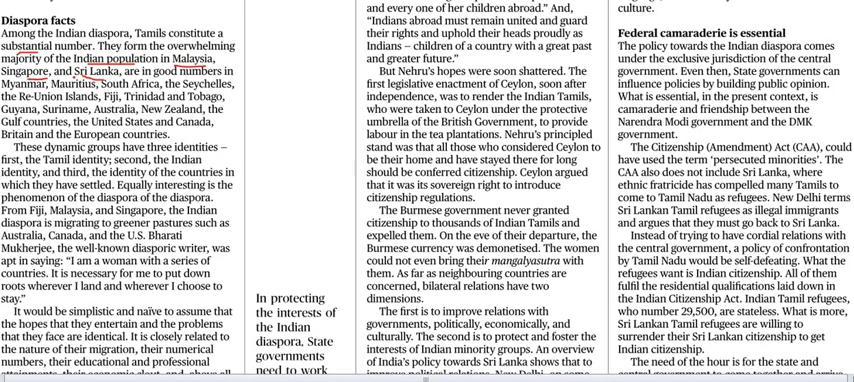 Diaspora facts
Among the Indian diaspora, Tamils constitute a
substantial number. They form the overwhelming
majority of the Indian population in Malaysia,
Singapore, and Sri Lanka, are in good numbers in
Myanmar, Mauritius, South Africa, the Seychelles,
the Re-Union Islands, Fiji, Trinidad and Tobago,
Guyana, Suriname, Australia, New Zealand, the
Gulf countries, the United States and Canada,
Britain and the European countries.
These dynamic groups have three identities —
first, the Tamil identity; second, the Indian
identity, and third, the identity of the countries in
which they have settled. Equally interesting is the
phenomenon of the diaspora of the diaspora.
From Fiji, Malaysia, and Singapore, the Indian
diaspora is migrating to greener pastures such as
Australia, Canada, and the U.S. Bharati
Mukherjee, the well-known diasporic writer, was
apt in saying: “I am a woman with a series of
countries. It is necessary for me to put down
roots wherever I land and wherever I choose to
stay.”
It would be simplistic and naïve to assume that
the hopes that they entertain and the problems
that they face are identical. It is closely related to
the nature of their migration, their numerical
numbers, their educational and professional
In protecting
the interests of
the Indian
diaspora, State
governments
need to work
and every one of her children abroad.” And,
“Indians abroad must remain united and guard
their rights and uphold their heads proudly as
Indians — children of a country with a great past
and greater future.”
But Nehru's hopes were soon shattered. The
first legislative enactment of Ceylon, soon after
independence, was to render the Indian Tamils,
who were taken to Ceylon under the protective
umbrella of the British Government, to provide
labour in the tea plantations. Nehru's principled
stand was that all those who considered Ceylon to
be their home and have stayed there for long
should be conferred citizenship. Ceylon argued
that it was its sovereign right to introduce
citizenship regulations.
The Burmese government never granted
citizenship to thousands of Indian Tamils and
expelled them. On the eve of their departure, the
Burmese currency was demonetised. The women
could not even bring their mangalyasutra with
them. As far as neighbouring countries are
concerned, bilateral relations have two
dimensions.
The first is to improve relations with
governments, politically, economically, and
culturally. The second is to protect and foster the
interests of Indian minority groups. An overview
of India's policy towards Sri Lanka shows that to
culture.
Federal camaraderie is essential
The policy towards the Indian diaspora comes
under the exclusive jurisdiction of the central
government. Even then, State governments can
influence policies by building public opinion.
What is essential, in the present context, is
camaraderie and friendship between the
Narendra Modi government and the DMK
government.
The Citizenship (Amendment) Act (CAA), could
have used the term ‘persecuted minorities’. The
CAA also does not include Sri Lanka, where
ethnic fratricide has compelled many Tamils to
come to Tamil Nadu as refugees. New Delhi terms
Sri Lankan Tamil refugees as illegal immigrants
and argues that they must go back to Sri Lanka.
Instead of trying to have cordial relations with
the central government, a policy of confrontation
by Tamil Nadu would be self-defeating. What the
refugees want is Indian citizenship. All of them
fulfil the residential qualifications laid down in
the Indian Citizenship Act. Indian Tamil refugees,
who number 29,500, are stateless. What is more,
Sri Lankan Tamil refugees are willing to
surrender their Sri Lankan citizenship to get
Indian citizenship.
The need of the hour is for the state and